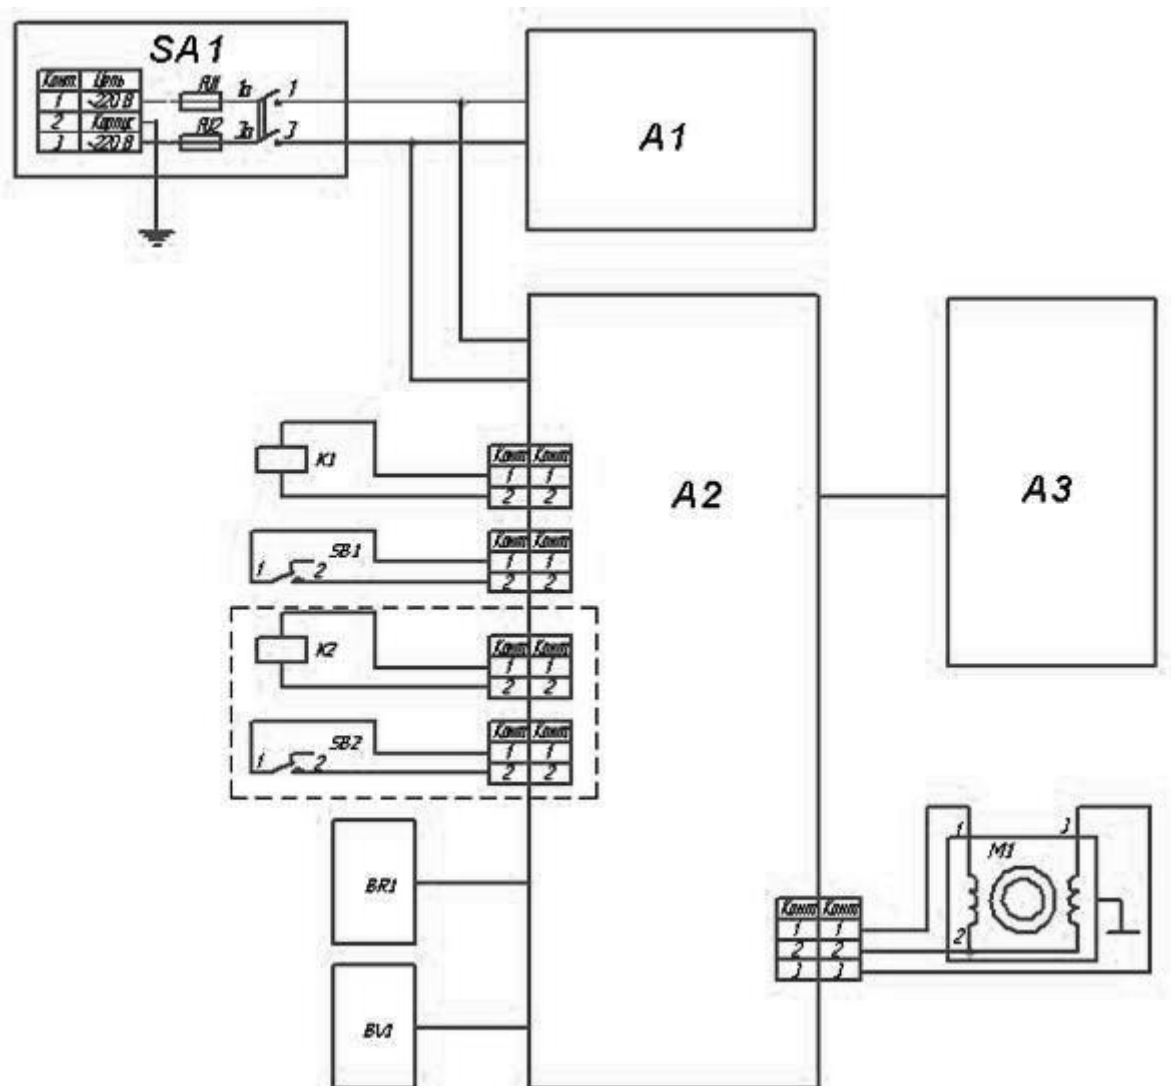 SA1
Конт. Цепь
1 ~220 В
2 Корпус
3 ~220 В
FU1
FU2
1а 1
3а 3
A1
A2
A3
K1
Конт Конт
1 1
2 2
SB1
1 2
Конт Конт
1 1
2 2
K2
Конт Конт
1 1
2 2
SB2
1 2
Конт Конт
1 1
2 2
BR1
BV1
Конт Конт
1 1
2 2
3 3
1 3
M1
2